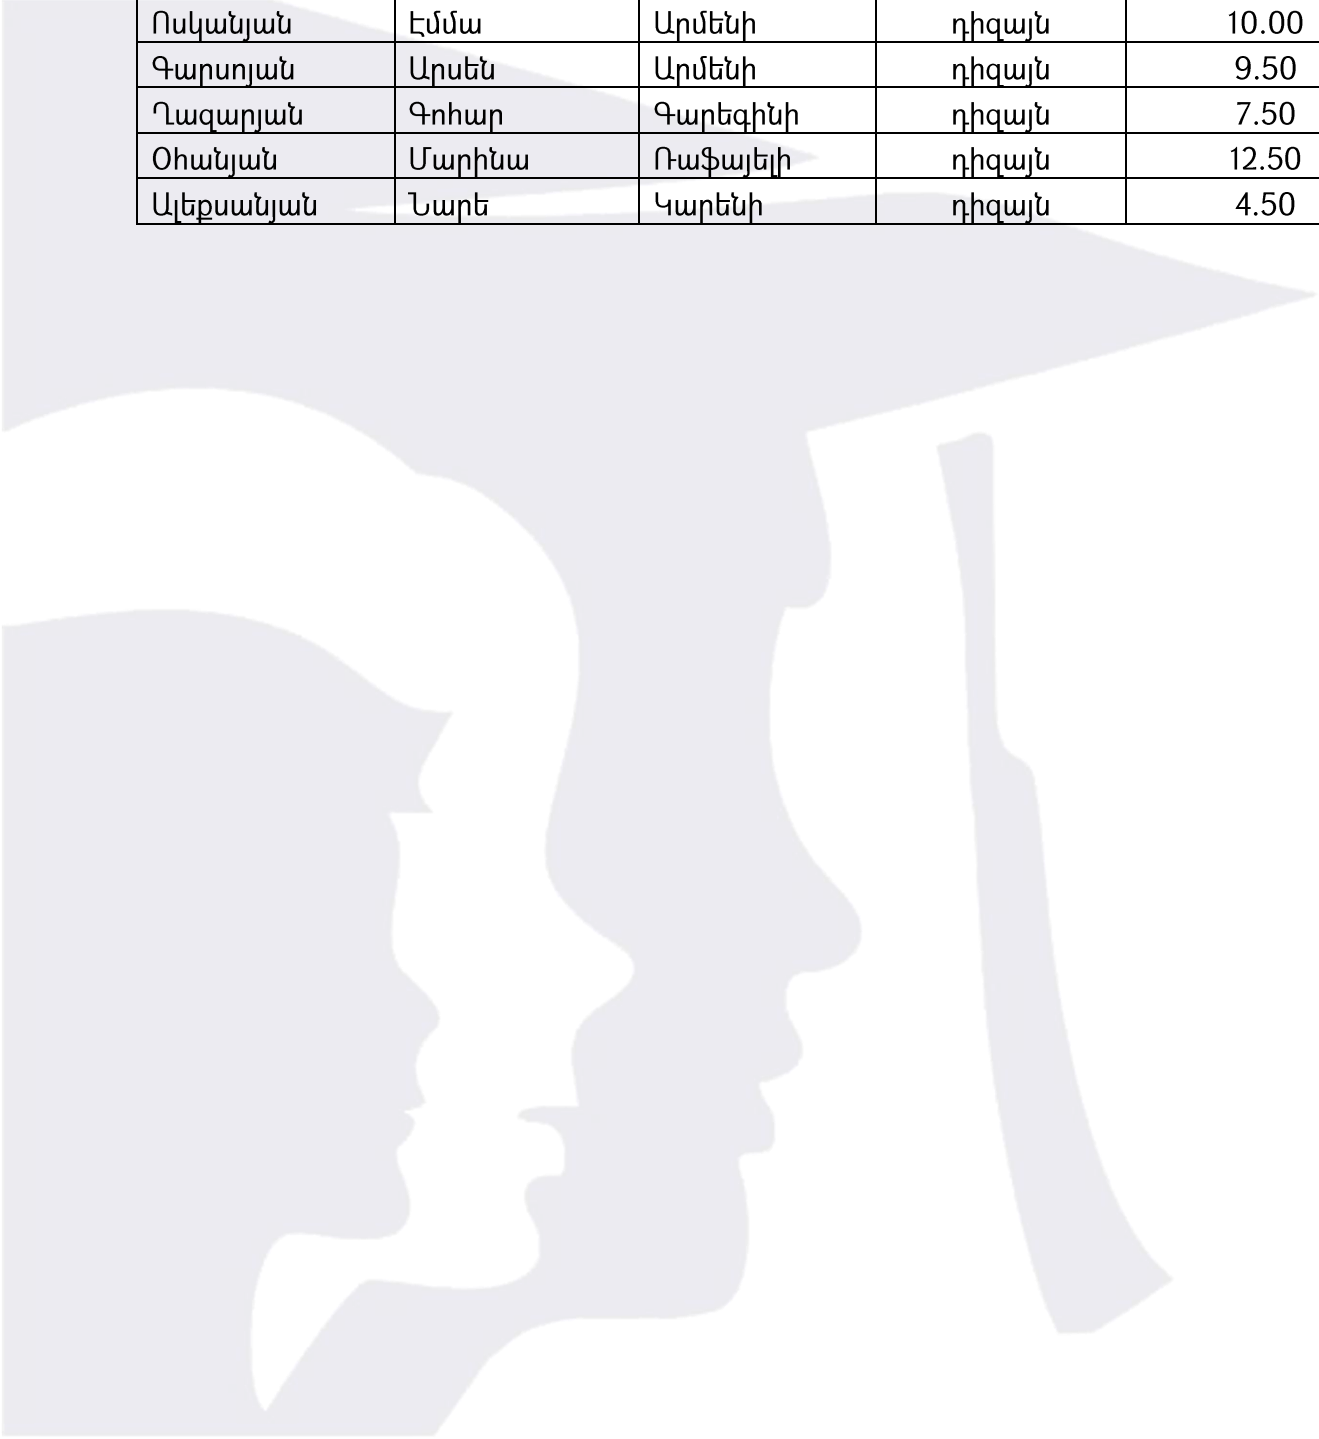 Ոսկանյան Էմմա Արմենի դիզայն 10.00
Գարսոյան Արսեն Արմենի դիզայն 9.50
Ղազարյան Գոհար Գարեգինի դիզայն 7.50
Օհանյան Մարինա Ռաֆայելի դիզայն 12.50
Ալեքսանյան Նարե Կարենի դիզայն 4.50